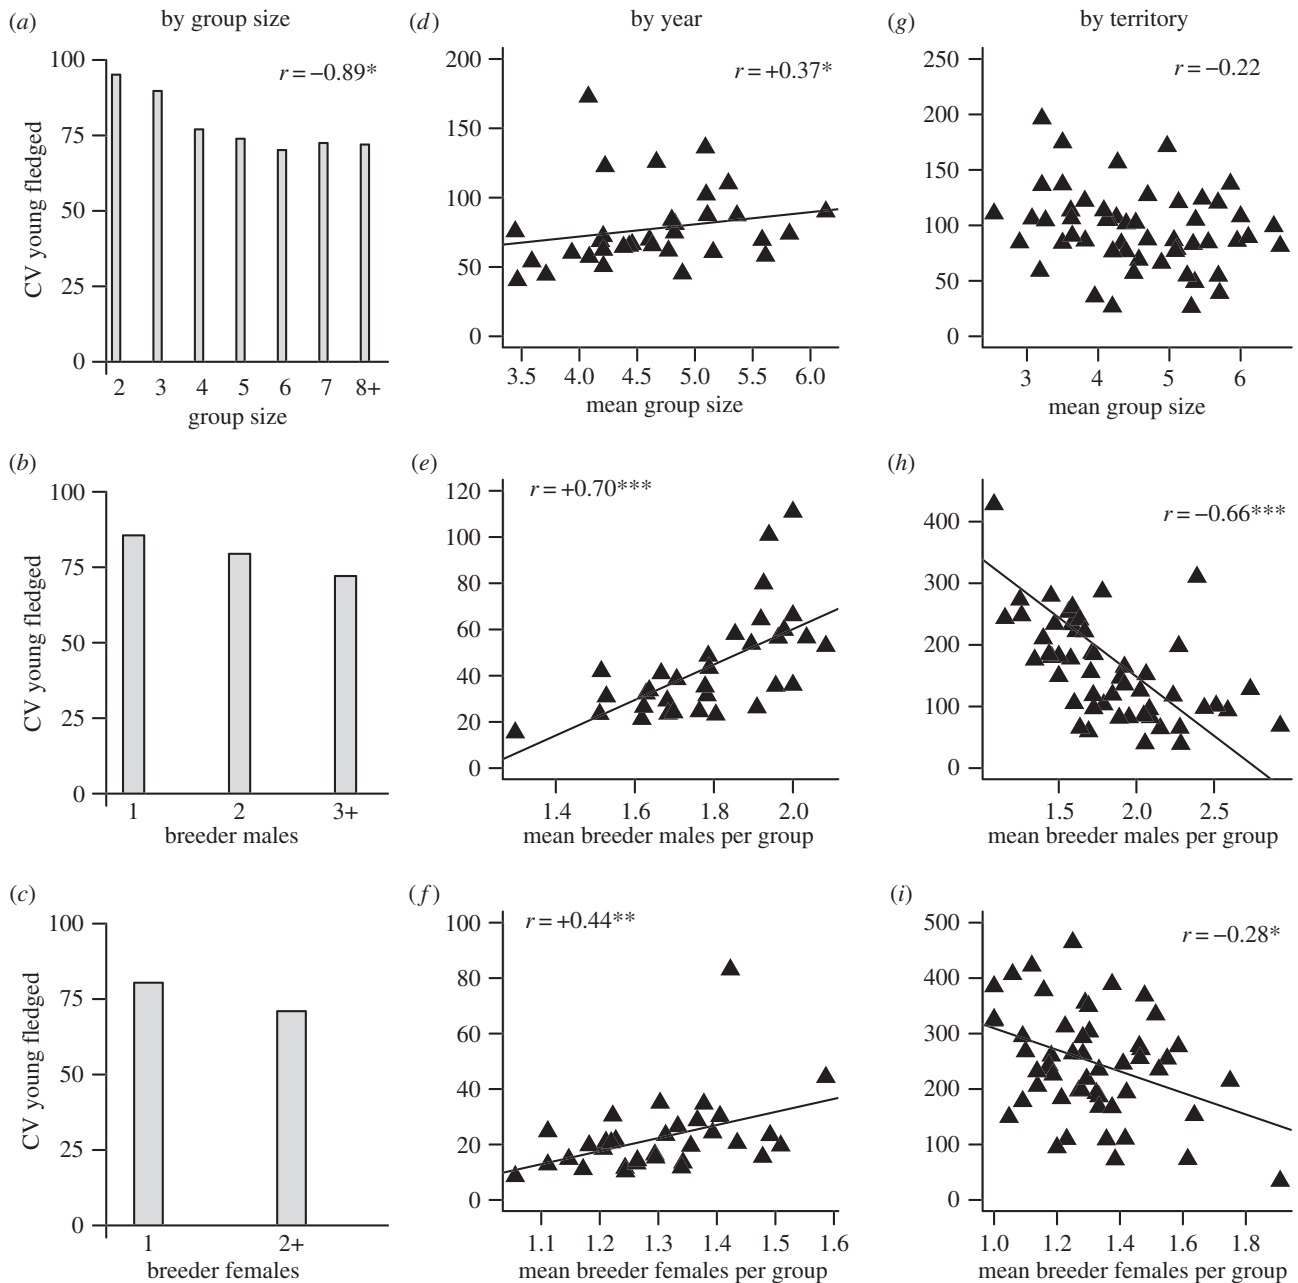 (a) by group size
100
75
50
25
0
CV young fledged
r = −0.89*
2 3 4 5 6 7 8+
group size
(d) by year
200
150
100
50
0
r = +0.37*
3.5 4.0 4.5 5.0 5.5 6.0
mean group size
(g) by territory
250
200
150
100
50
0
r = −0.22
3 4 5 6
mean group size
(b)
100
75
50
25
0
CV young fledged
1 2 3+
breeder males
(e)
120
100
80
60
40
20
0
r = +0.70***
1.4 1.6 1.8 2.0
mean breeder males per group
(h)
400
300
200
100
0
r = −0.66***
1.5 2.0 2.5
mean breeder males per group
(c)
100
75
50
25
0
CV young fledged
1 2+
breeder females
(f)
100
80
60
40
20
0
r = +0.44**
1.1 1.2 1.3 1.4 1.5 1.6
mean breeder females per group
(i)
500
400
300
200
100
0
r = −0.28*
1.0 1.2 1.4 1.6 1.8
mean breeder females per group